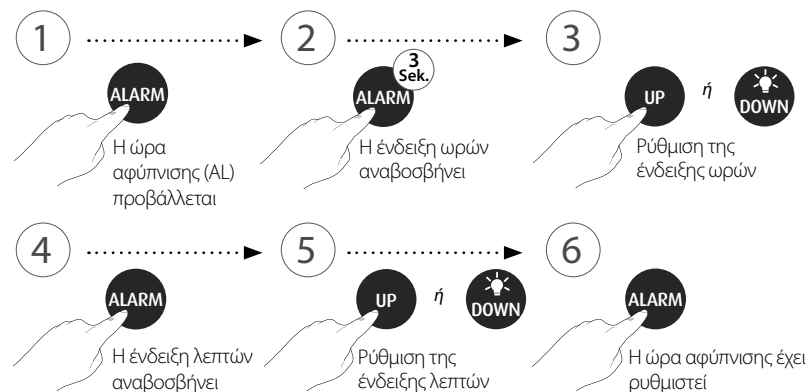 1
2
3
ALARM
3
Sek.
ALARM
UP
ή
DOWN
Η ώρα
αφύπνισης (AL)
προβάλλεται
Η ένδειξη ωρών
αναβοσβήνει
Ρύθμιση της
ένδειξης ωρών
4
5
6
ALARM
UP
ή
DOWN
ALARM
Η ένδειξη λεπτών
αναβοσβήνει
Ρύθμιση της
ένδειξης λεπτών
Η ώρα αφύπνισης έχει
ρυθμιστεί